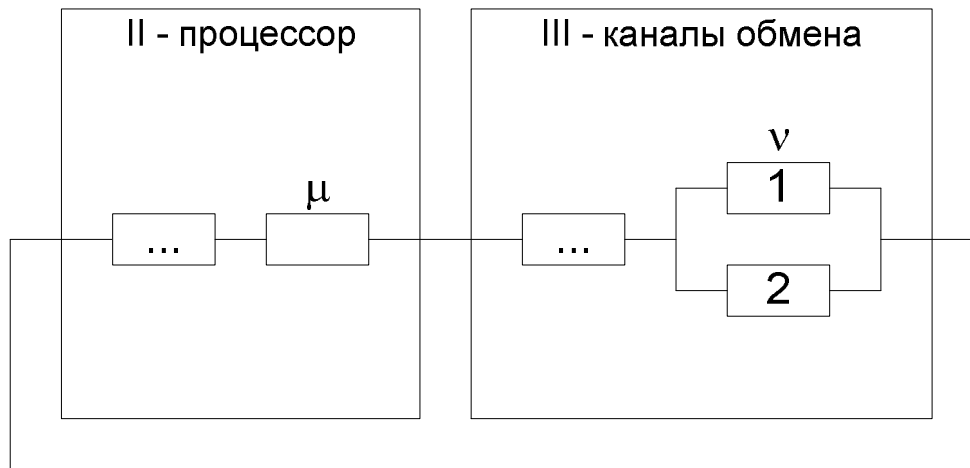 II - процессор
III - каналы обмена
ν
1
μ
...
...
2